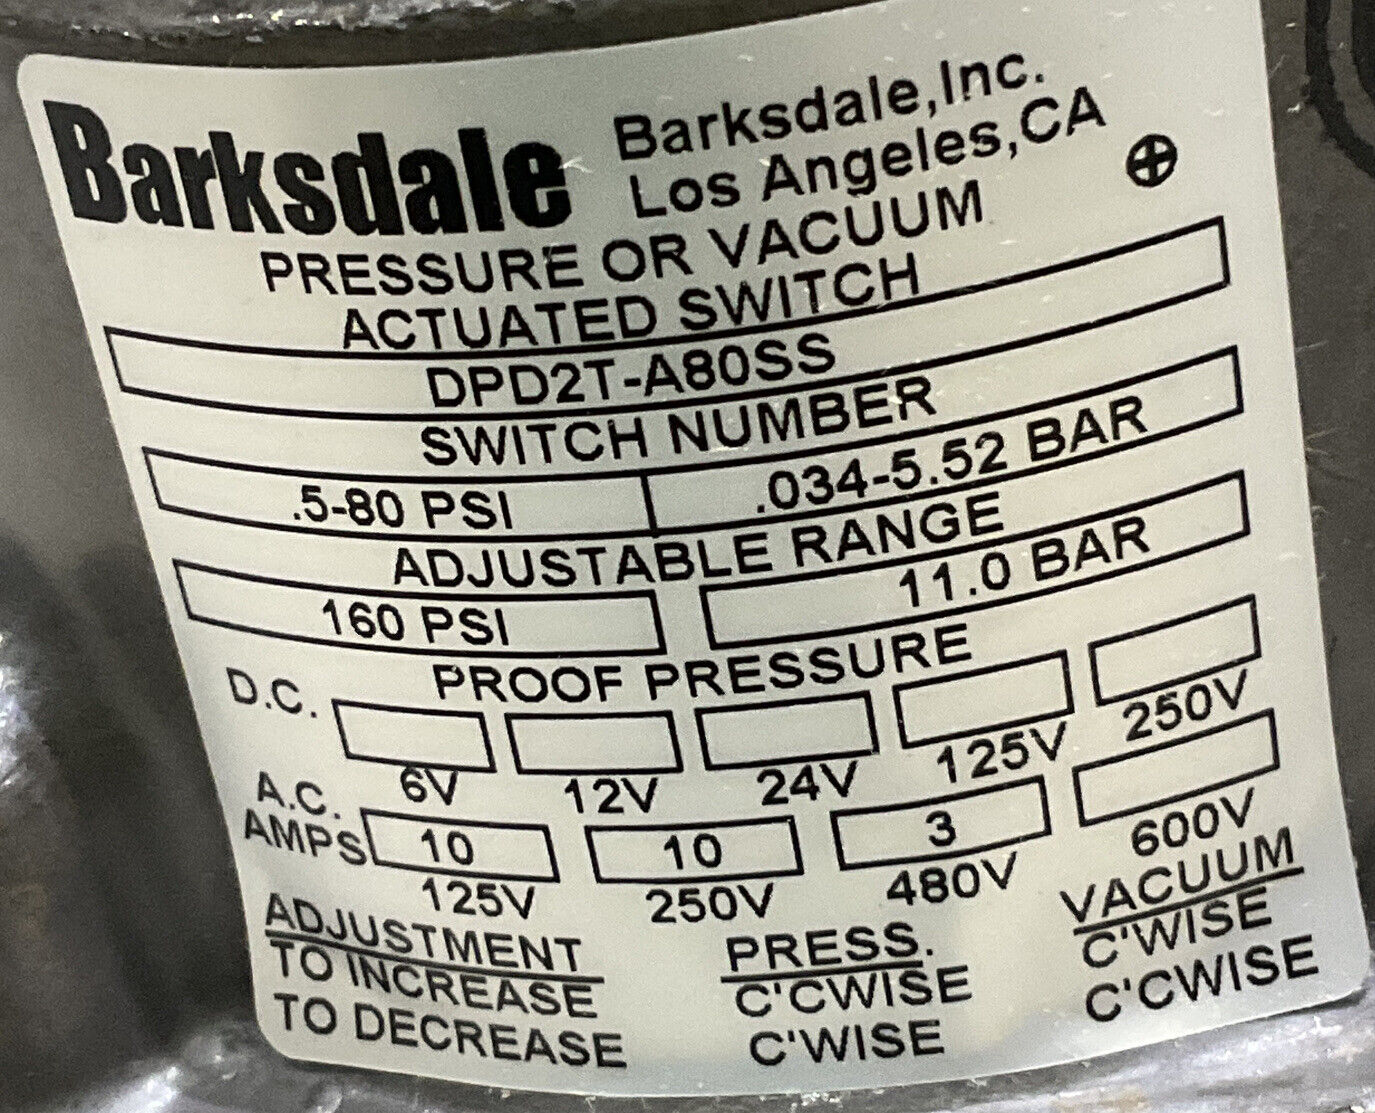 Barksdale
Barksdale,Inc.
Los Angeles,CA
PRESSURE OR VACUUM
ACTUATED SWITCH
DPD2T-A80SS
SWITCH NUMBER
.5-80 PSI .034-5.52 BAR
ADJUSTABLE RANGE
160 PSI 11.0 BAR
PROOF PRESSURE
D.C.
6V 12V 24V 125V 250V
A.C.
AMPS 10 10 3
125V 250V 480V 600V
ADJUSTMENT PRESS. VACUUM
TO INCREASE C'CWISE C'WISE
TO DECREASE C'WISE C'CWISE